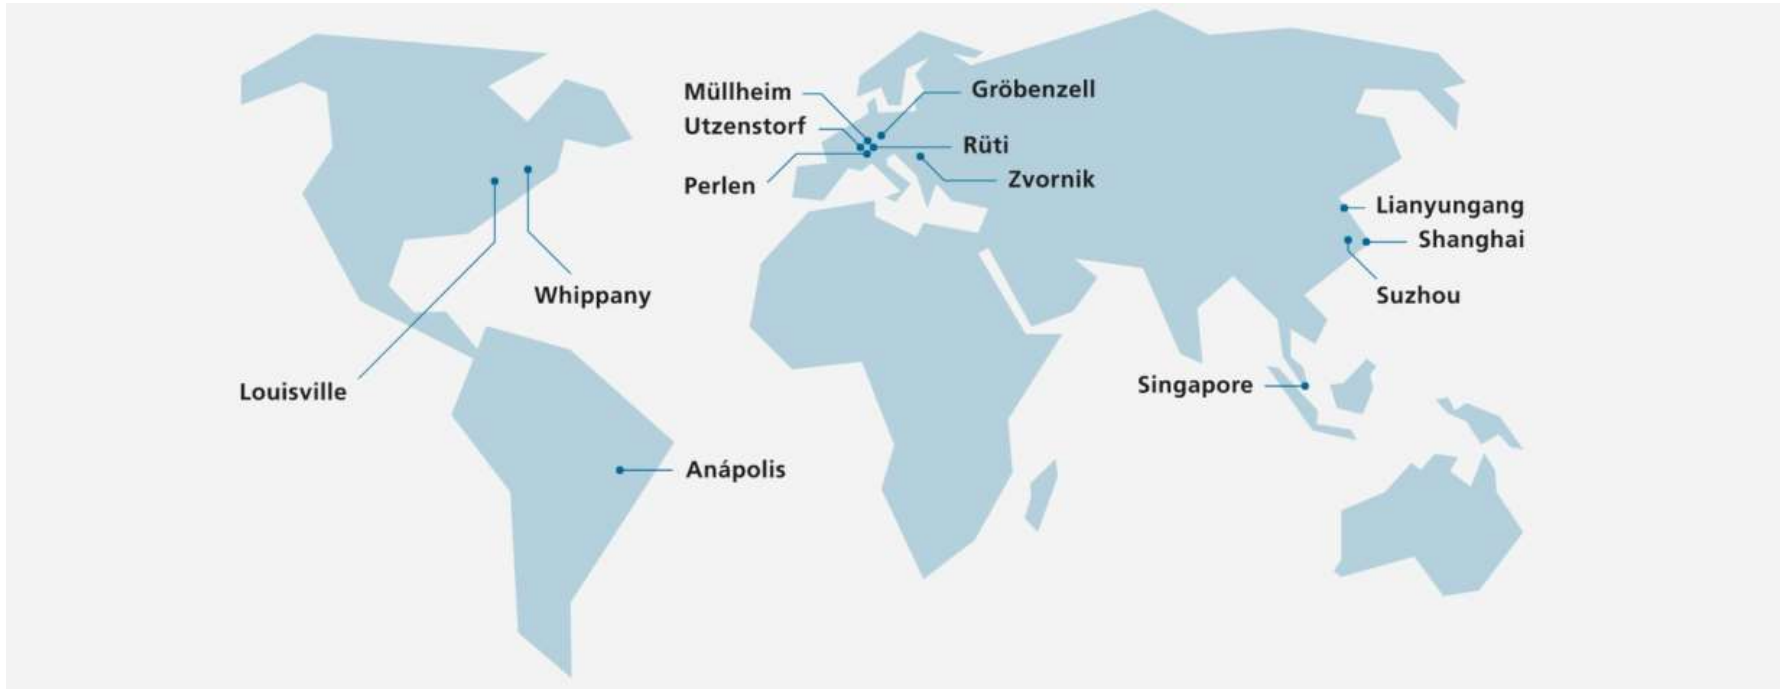 Müllheim
Gröbenzell
Utzenstorf
Rüti
Perlen
Zvornik
Lianyungang
Shanghai
Whippany
Suzhou
Louisville
Singapore
Anápolis